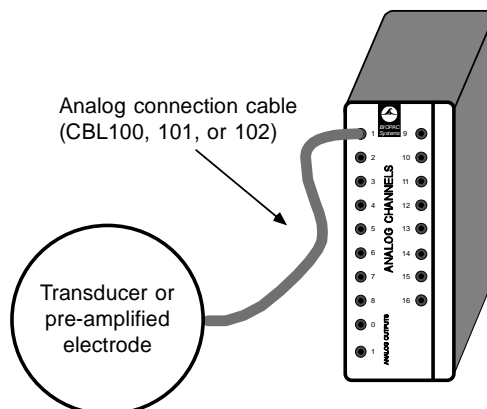 Analog connection cable
(CBL100, 101, or 102)
BIOPAC
Systems
1 9
2 10
3 11
4 12
5 13
6 14
7 15
8 16
0
1
ANALOG CHANNELS
ANALOG OUTPUTS
Transducer or
pre-amplified
electrode